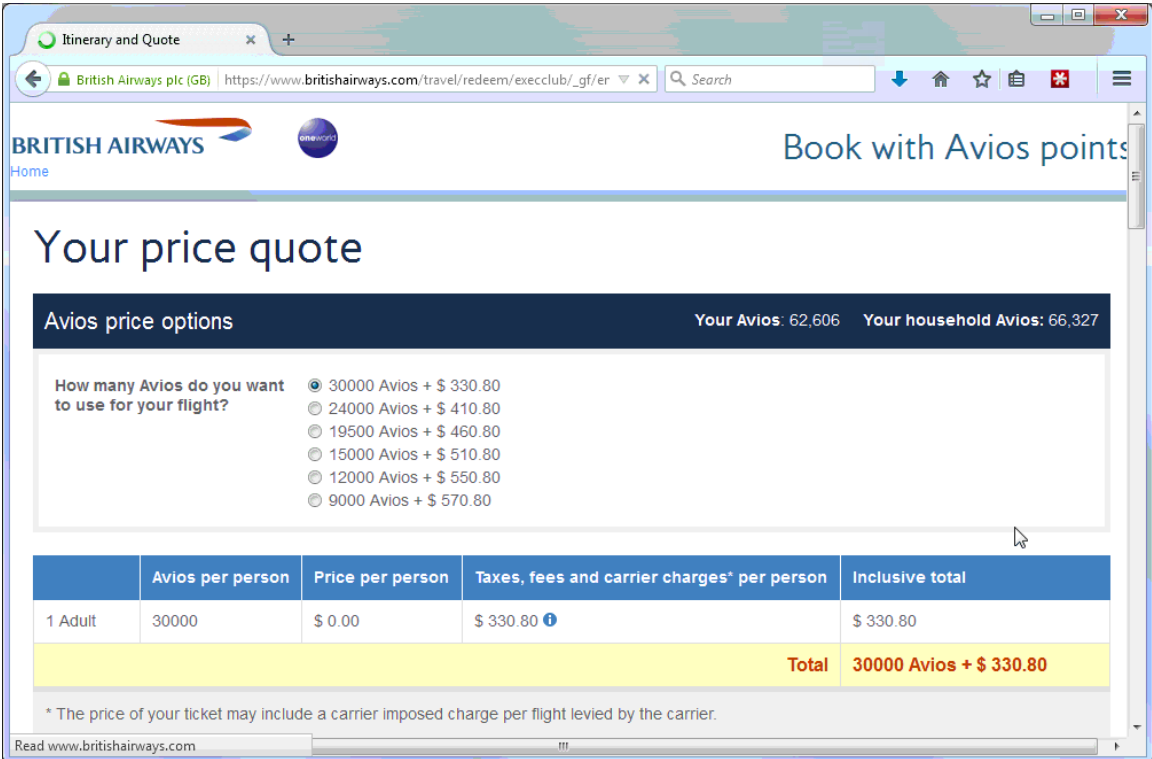 Itinerary and Quote
British Airways plc (GB) https://www.britishairways.com/travel/redeem/execclub/_gf/er Search
BRITISH AIRWAYS
oneworld
Book with Avios points
Home
Your price quote
Avios price options Your Avios: 62,606 Your household Avios: 66,327
How many Avios do you want
to use for your flight?
30000 Avios + $ 330.80
24000 Avios + $ 410.80
19500 Avios + $ 460.80
15000 Avios + $ 510.80
12000 Avios + $ 550.80
9000 Avios + $ 570.80
Avios per person Price per person Taxes, fees and carrier charges* per person Inclusive total
1 Adult 30000 $ 0.00 $ 330.80 $ 330.80
Total 30000 Avios + $ 330.80
* The price of your ticket may include a carrier imposed charge per flight levied by the carrier.
Read www.britishairways.com